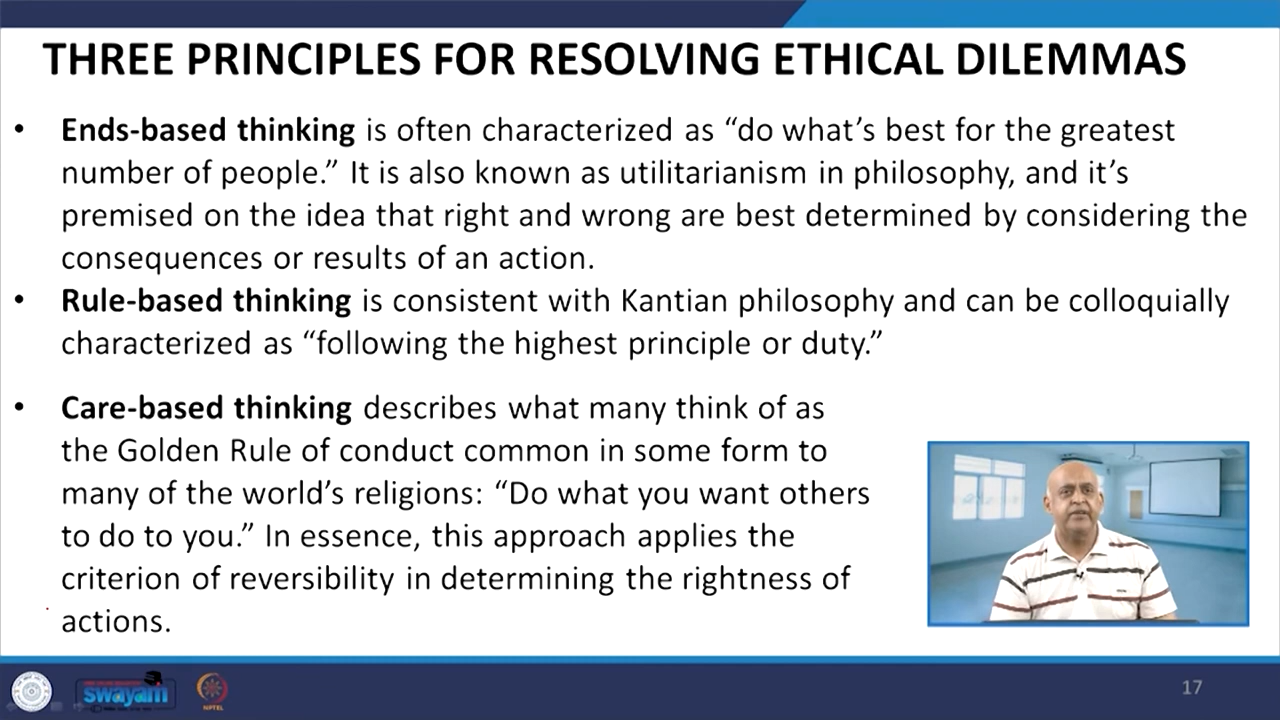 THREE PRINCIPLES FOR RESOLVING ETHICAL DILEMMAS
• Ends-based thinking is often characterized as “do what’s best for the greatest
number of people.” It is also known as utilitarianism in philosophy, and it’s
premised on the idea that right and wrong are best determined by considering the
consequences or results of an action.
• Rule-based thinking is consistent with Kantian philosophy and can be colloquially
characterized as “following the highest principle or duty.”
• Care-based thinking describes what many think of as
the Golden Rule of conduct common in some form to
many of the world’s religions: “Do what you want others
to do to you.” In essence, this approach applies the
criterion of reversibility in determining the rightness of
actions.
swayam
NPTEL
17